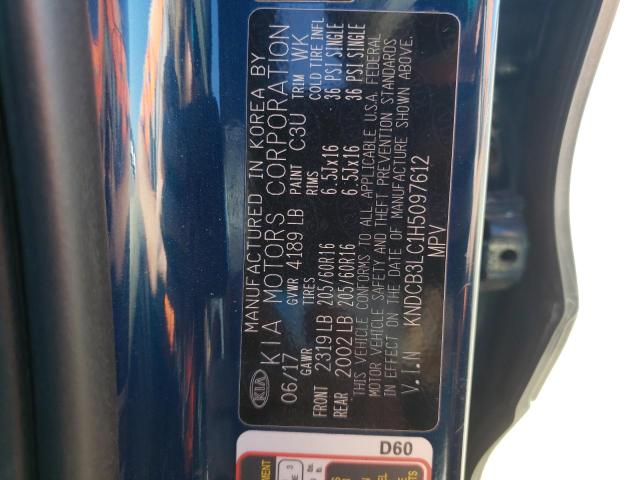 MANUFACTURED IN KOREA BY
KIA KIA MOTORS CORPORATION
06/17 GVWR 4189 LB PAINT C3U TRIM WK
GAWR TIRES RIMS COLD TIRE INFL
FRONT 2319 LB 205/60R16 6.5Jx16 36 PSI SINGLE
REAR 2002 LB 205/60R16 6.5Jx16 36 PSI SINGLE
THIS VEHICLE CONFORMS TO ALL APPLICABLE U.S.A. FEDERAL
MOTOR VEHICLE SAFETY AND THEFT PREVENTION STANDARDS
IN EFFECT ON THE DATE OF MANUFACTURE SHOWN ABOVE.
V.I.N KNDCB3LC1H5097612
MPV
D60